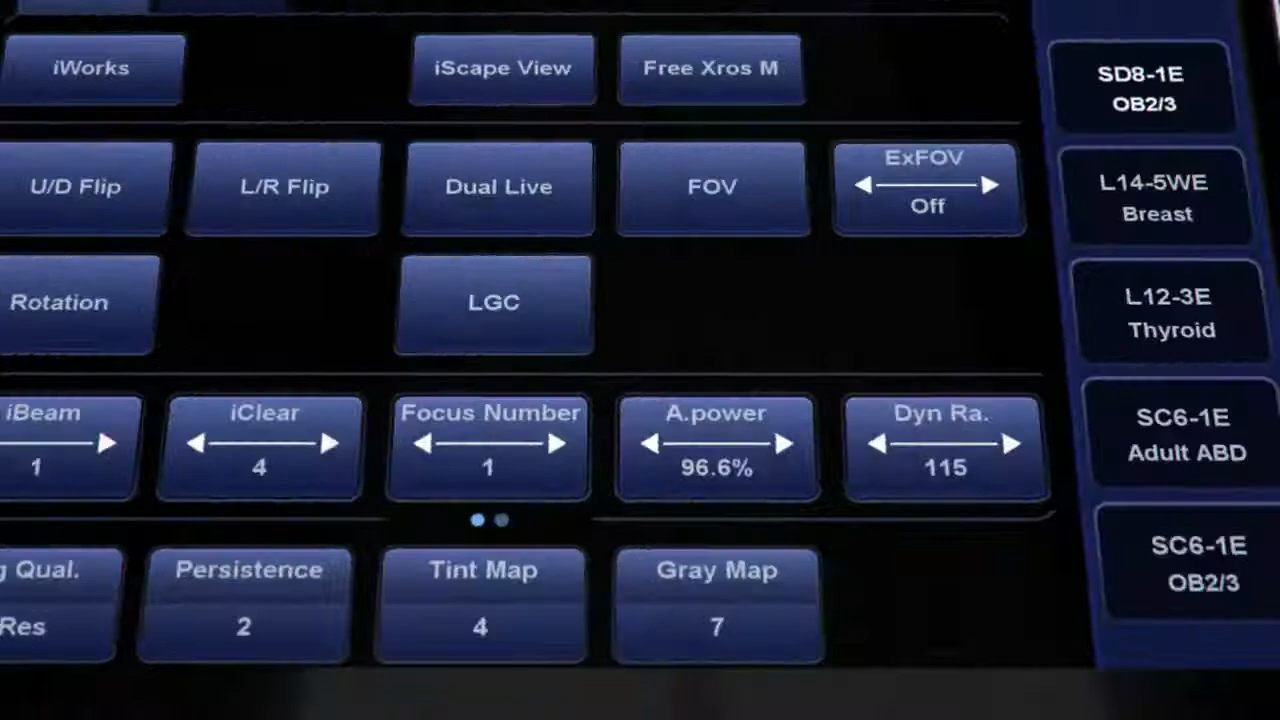 iWorks
iScape View
Free Xros M
SD8-1E
OB2/3
U/D Flip
L/R Flip
Dual Live
FOV
ExFOV
Off
L14-5WE
Breast
Rotation
LGC
L12-3E
Thyroid
iBeam
1
iClear
4
Focus Number
1
A.power
96.6%
Dyn Ra.
115
SC6-1E
Adult ABD
g Qual.
Res
Persistence
2
Tint Map
4
Gray Map
7
SC6-1E
OB2/3